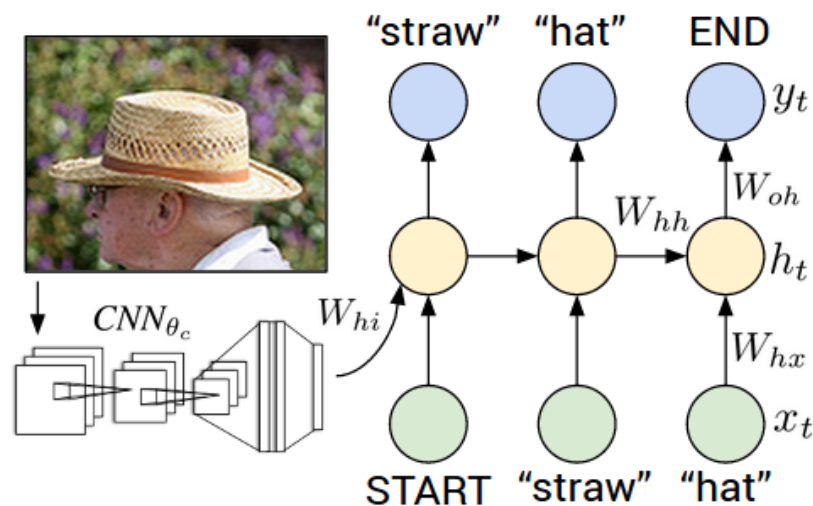 “straw” “hat” END
y_t
W_oh
W_hh
h_t
CNN_θc
W_hi
W_hx
x_t
START “straw” “hat”